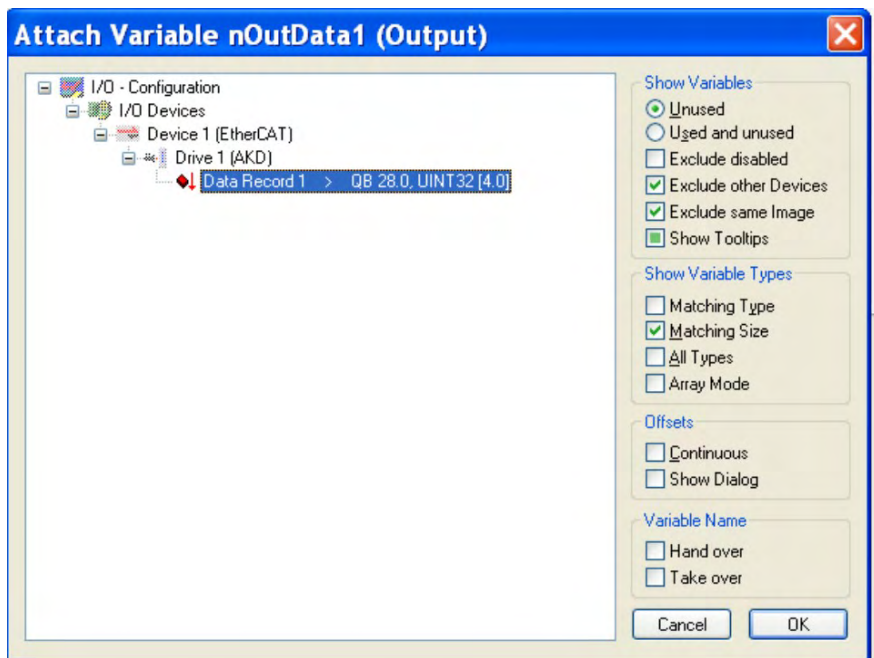 Attach Variable nOutData1 (Output)
I/O - Configuration
I/O Devices
Device 1 (EtherCAT)
Drive 1 (AKD)
Data Record 1 > QB 28.0, UINT32 [4.0]
Show Variables
Unused
Used and unused
Exclude disabled
Exclude other Devices
Exclude same Image
Show Tooltips
Show Variable Types
Matching Type
Matching Size
All Types
Array Mode
Offsets
Continuous
Show Dialog
Variable Name
Hand over
Take over
Cancel
OK